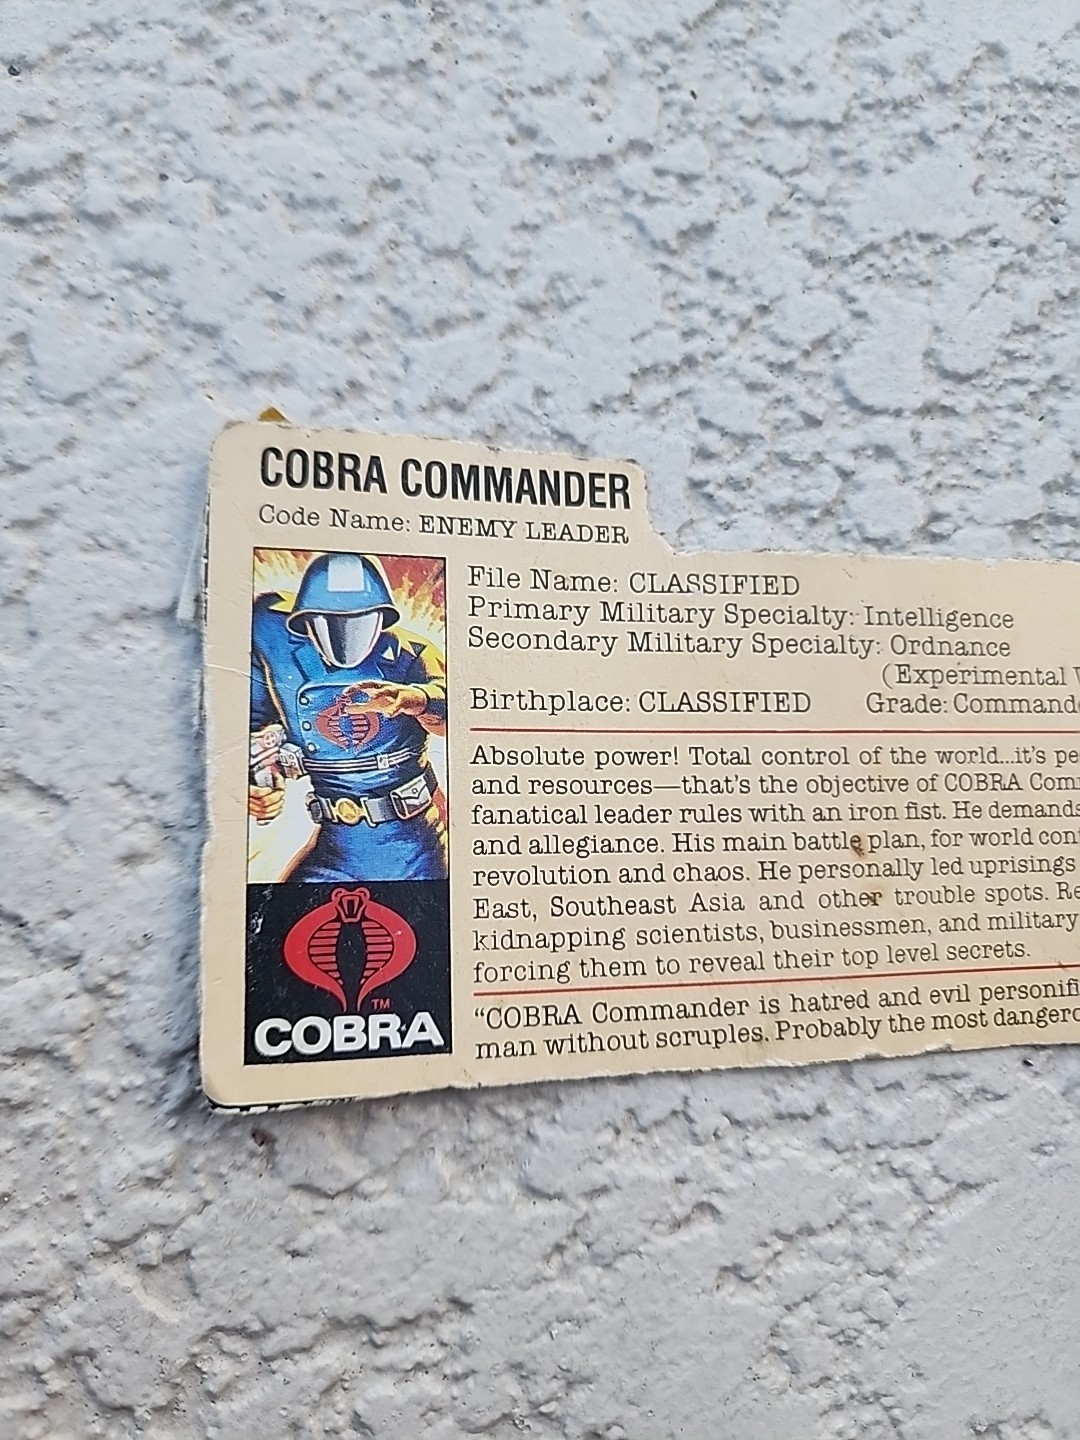 COBRA COMMANDER
Code Name: ENEMY LEADER
File Name: CLASSIFIED
Primary Military Specialty: Intelligence
Secondary Military Specialty: Ordnance
(Experimental
Birthplace: CLASSIFIED Grade:
Absolute power! Total control of the world...it's
and resources—that's the objective of COBRA
fanatical leader rules with an iron fist. He demands
and allegiance. His main battle plan, for world
revolution and chaos. He personally led uprisings
East, Southeast Asia and other trouble spots.
kidnapping scientists, businessmen, and military
forcing them to reveal their top level secrets.
"COBRA Commander is hatred and evil
man without scruples. Probably the most
TM
COBRA